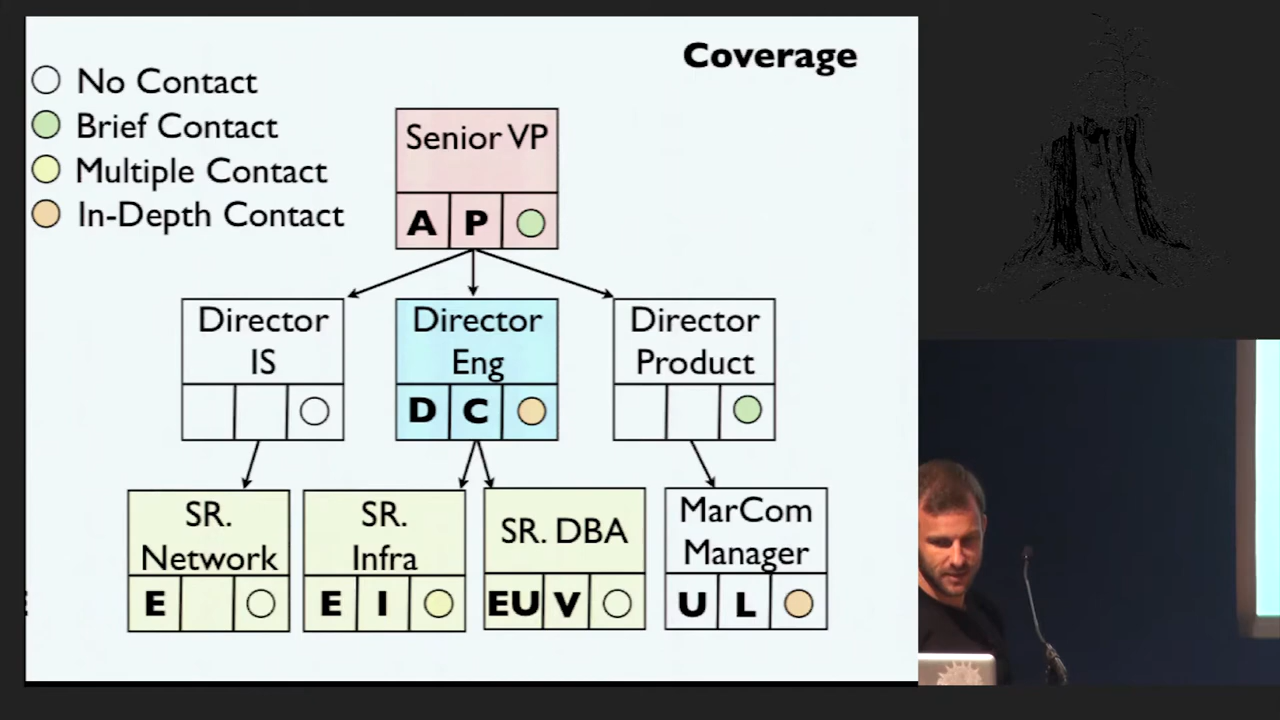 Coverage
No Contact
Brief Contact
Multiple Contact
In-Depth Contact
Senior VP
A P
Director
IS
Director
Eng
D C
Director
Product
SR.
Network
E
SR.
Infra
E I
SR. DBA
EU V
MarCom
Manager
U L